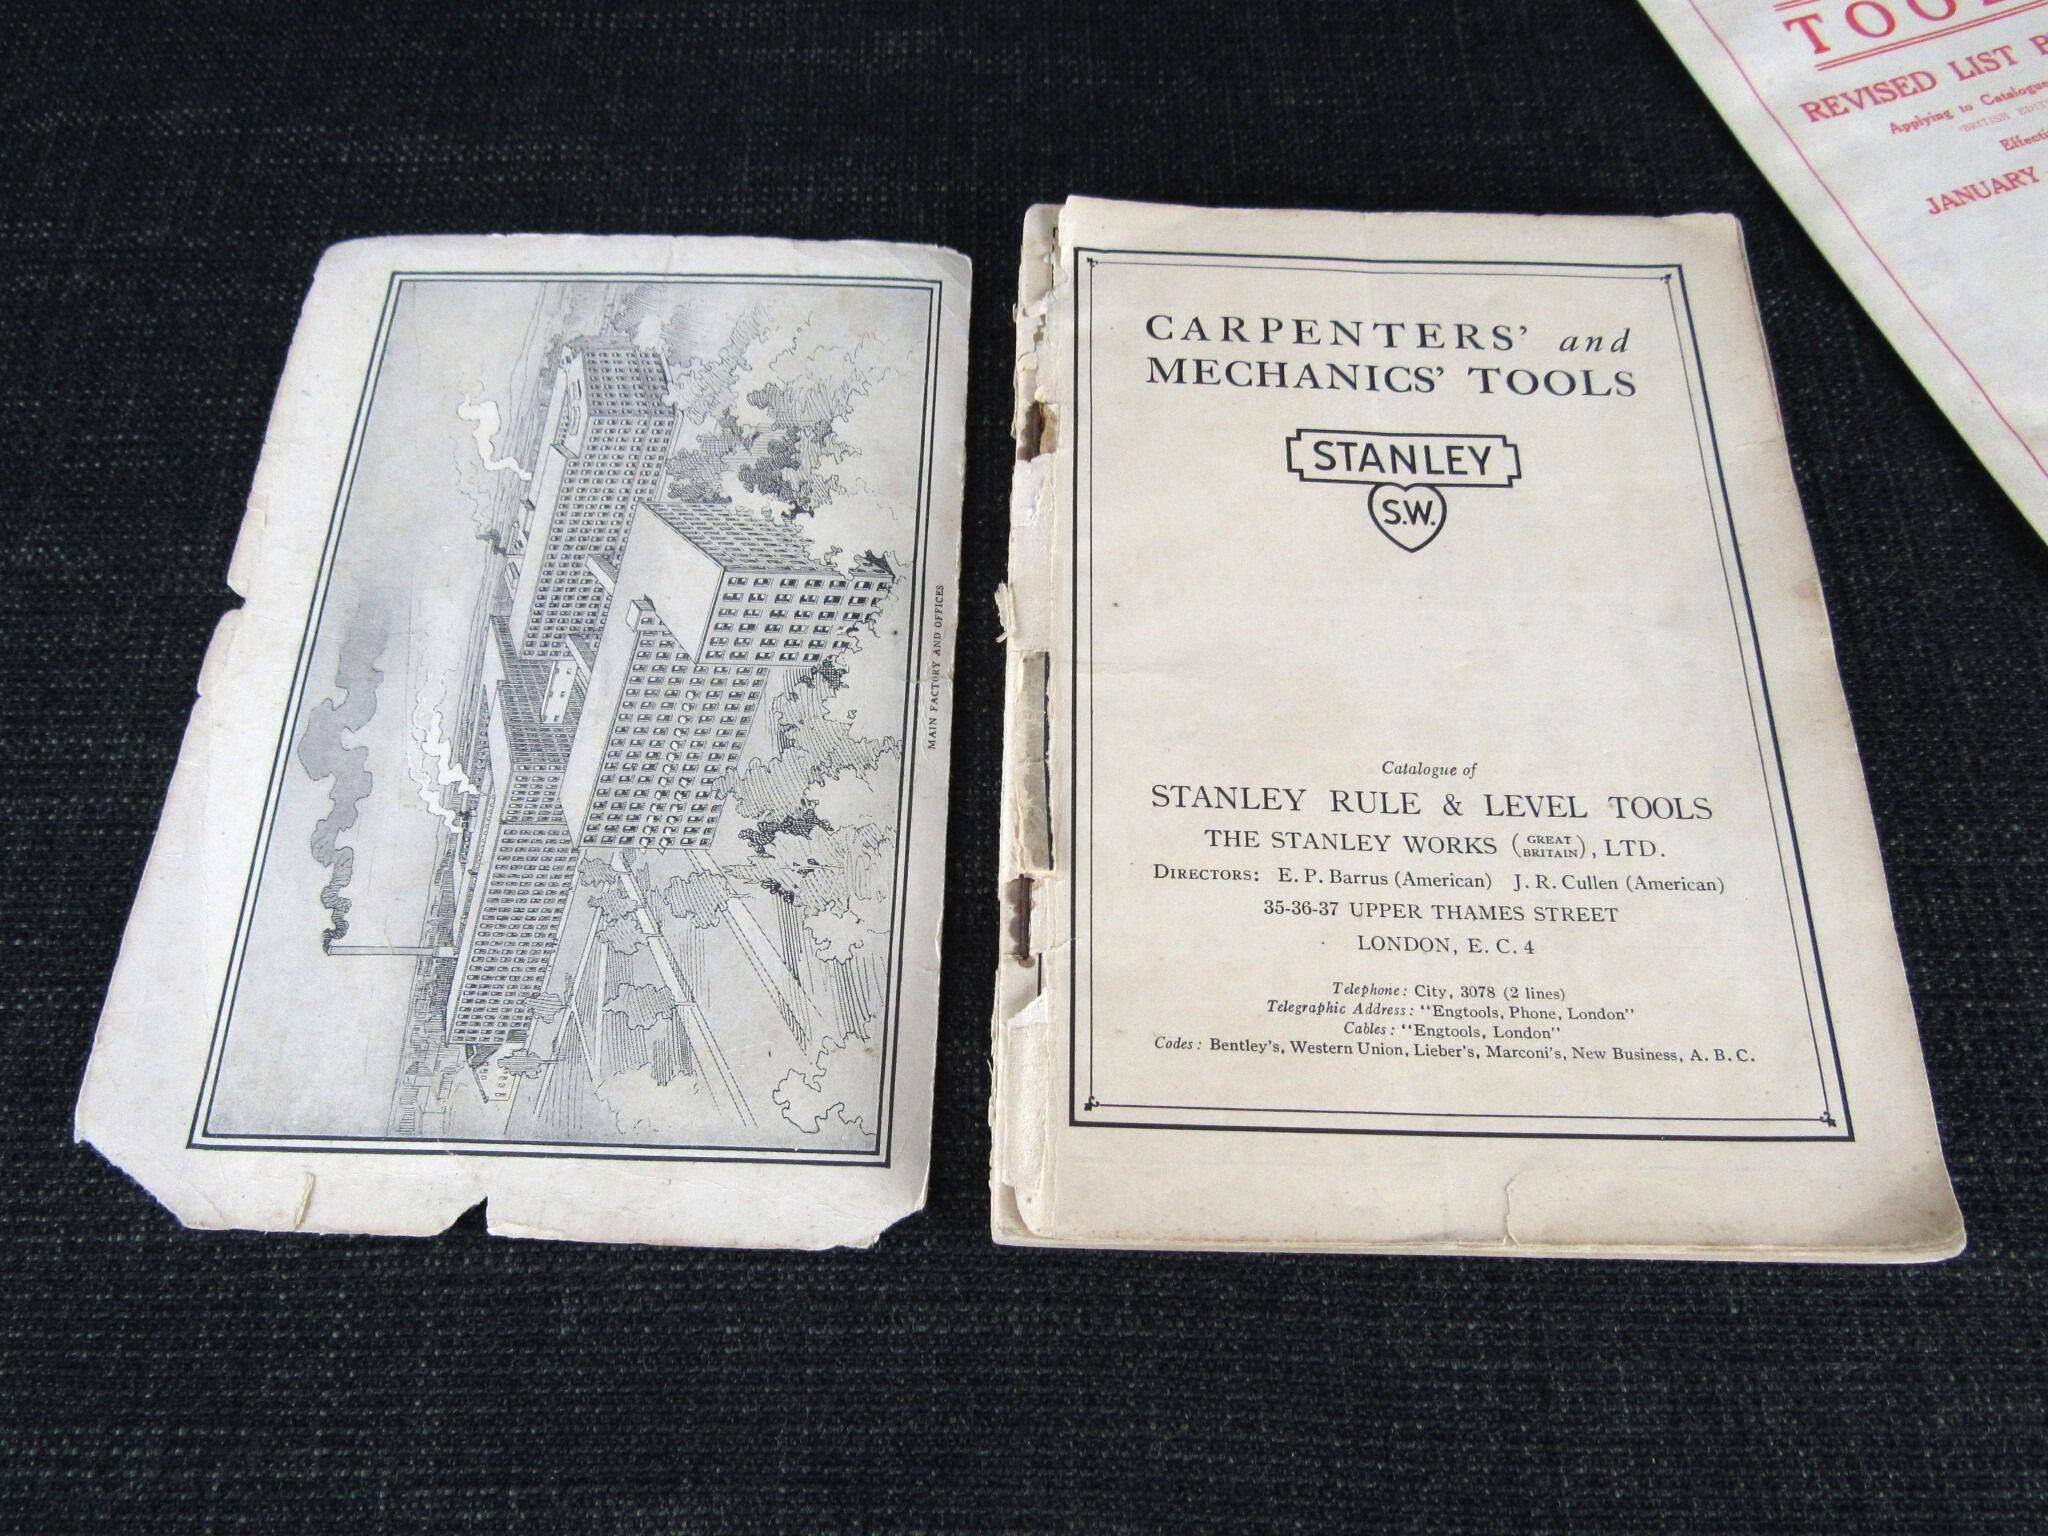 MAIN FACTORY AND OFFICES
CARPENTERS' and
MECHANICS' TOOLS
STANLEY
S.W.
Catalogue of
STANLEY RULE & LEVEL TOOLS
THE STANLEY WORKS (GREAT BRITAIN), LTD.
DIRECTORS: E. P. Barrus (American) J. R. Cullen (American)
35-36-37 UPPER THAMES STREET
LONDON, E. C. 4
Telephone: City, 3078 (2 lines)
Telegraphic Address: "Engtools, Phone, London"
Cables: "Engtools, London"
Codes: Bentley's, Western Union, Lieber's, Marconi's, New Business, A. B. C.
REVISED LIST
Applying to Catalogue
BRITISH
JANUARY